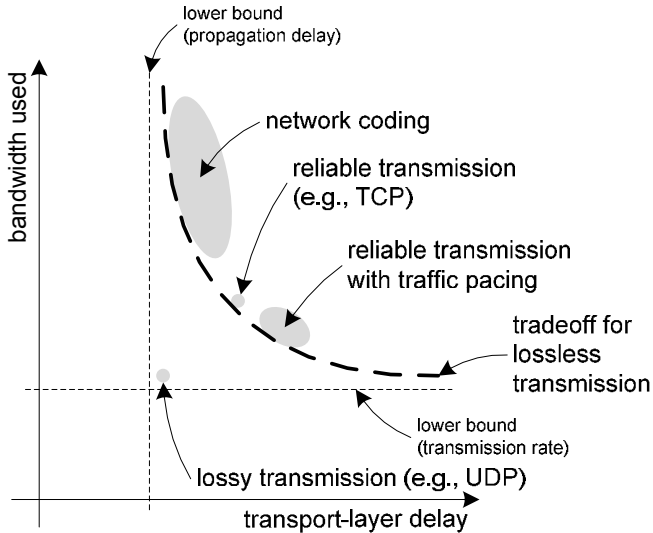 lower bound
(propagation delay)
bandwidth used
network coding
reliable transmission
(e.g., TCP)
reliable transmission
with traffic pacing
tradeoff for
lossless
transmission
lower bound
(transmission rate)
lossy transmission (e.g., UDP)
transport-layer delay